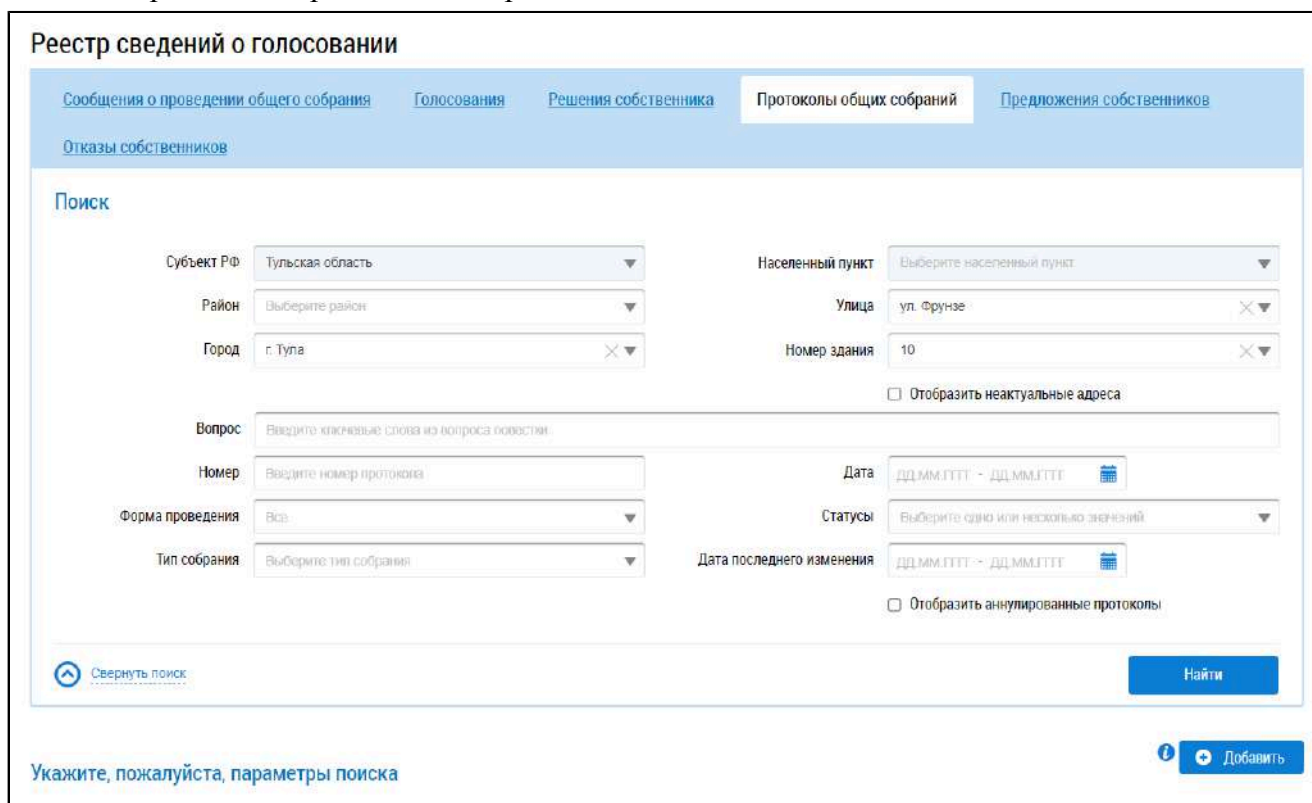 Реестр сведений о голосовании
Сообщения о проведении общего собрания Голосования Решения собственника Протоколы общих собраний Предложения собственников
Отказы собственников
Поиск
Субъект РФ Тульская область Населенный пункт Выберите населенный пункт
Район Выберите район Улица ул. Фрунзе
Город г. Тула Номер здания 10
Отобразить неактуальные адреса
Вопрос Введите ключевые слова из вопроса повестки
Номер Введите номер протокола Дата ДД.ММ.ГГГГ - ДД.ММ.ГГГГ
Форма проведения Все Статусы Выберите одно или несколько значений
Тип собрания Выберите тип собрания Дата последнего изменения ДД.ММ.ГГГГ - ДД.ММ.ГГГГ
Отобразить аннулированные протоколы
Свернуть поиск Найти
Добавить
Укажите, пожалуйста, параметры поиска